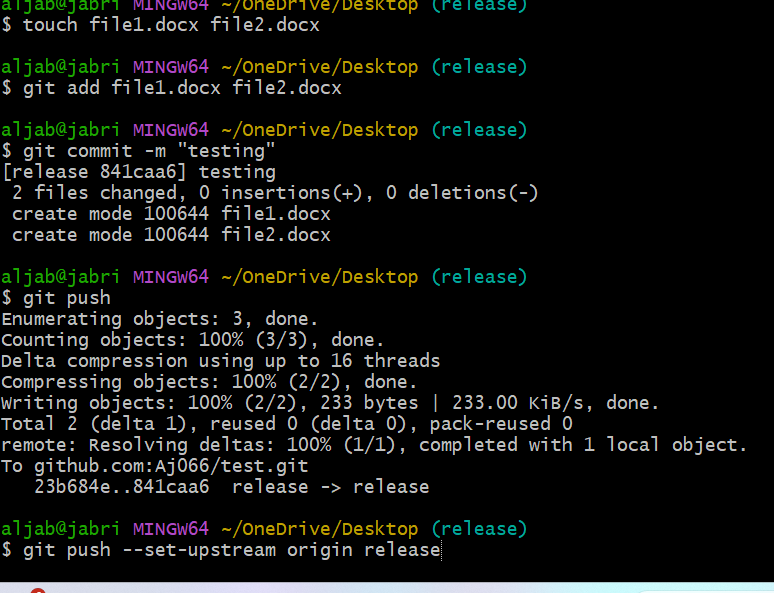 aljab@jabri MINGW64 ~/OneDrive/Desktop (release)
$ touch file1.docx file2.docx
aljab@jabri MINGW64 ~/OneDrive/Desktop (release)
$ git add file1.docx file2.docx
aljab@jabri MINGW64 ~/OneDrive/Desktop (release)
$ git commit -m "testing"
[release 841caa6] testing
 2 files changed, 0 insertions(+), 0 deletions(-)
 create mode 100644 file1.docx
 create mode 100644 file2.docx
aljab@jabri MINGW64 ~/OneDrive/Desktop (release)
$ git push
Enumerating objects: 3, done.
Counting objects: 100% (3/3), done.
Delta compression using up to 16 threads
Compressing objects: 100% (2/2), done.
Writing objects: 100% (2/2), 233 bytes | 233.00 KiB/s, done.
Total 2 (delta 1), reused 0 (delta 0), pack-reused 0
remote: Resolving deltas: 100% (1/1), completed with 1 local object.
To github.com:Aj066/test.git
   23b684e..841caa6  release -> release
aljab@jabri MINGW64 ~/OneDrive/Desktop (release)
$ git push --set-upstream origin release